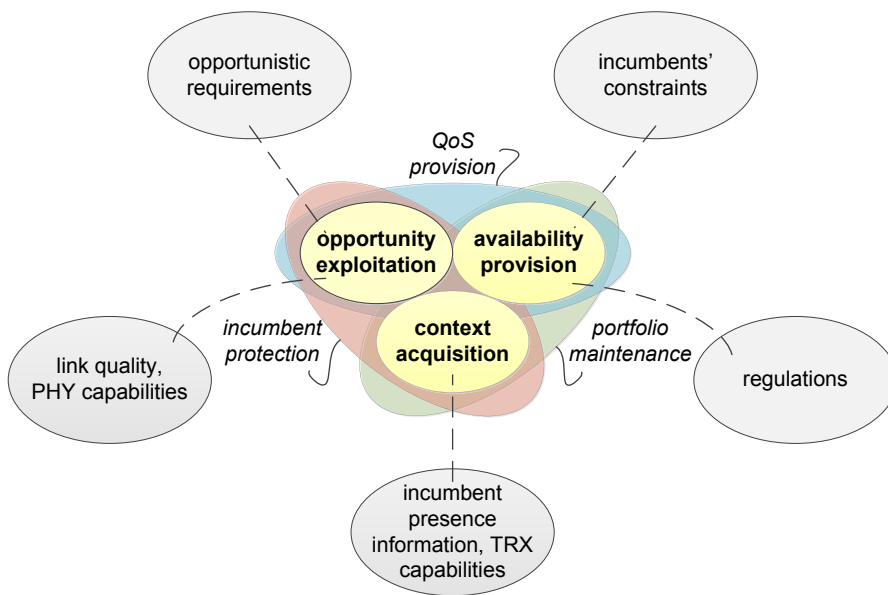 opportunistic
requirements
incumbents'
constraints
QoS
provision
opportunity
exploitation
availability
provision
context
acquisition
incumbent
protection
portfolio
maintenance
link quality,
PHY capabilities
regulations
incumbent
presence
information, TRX
capabilities